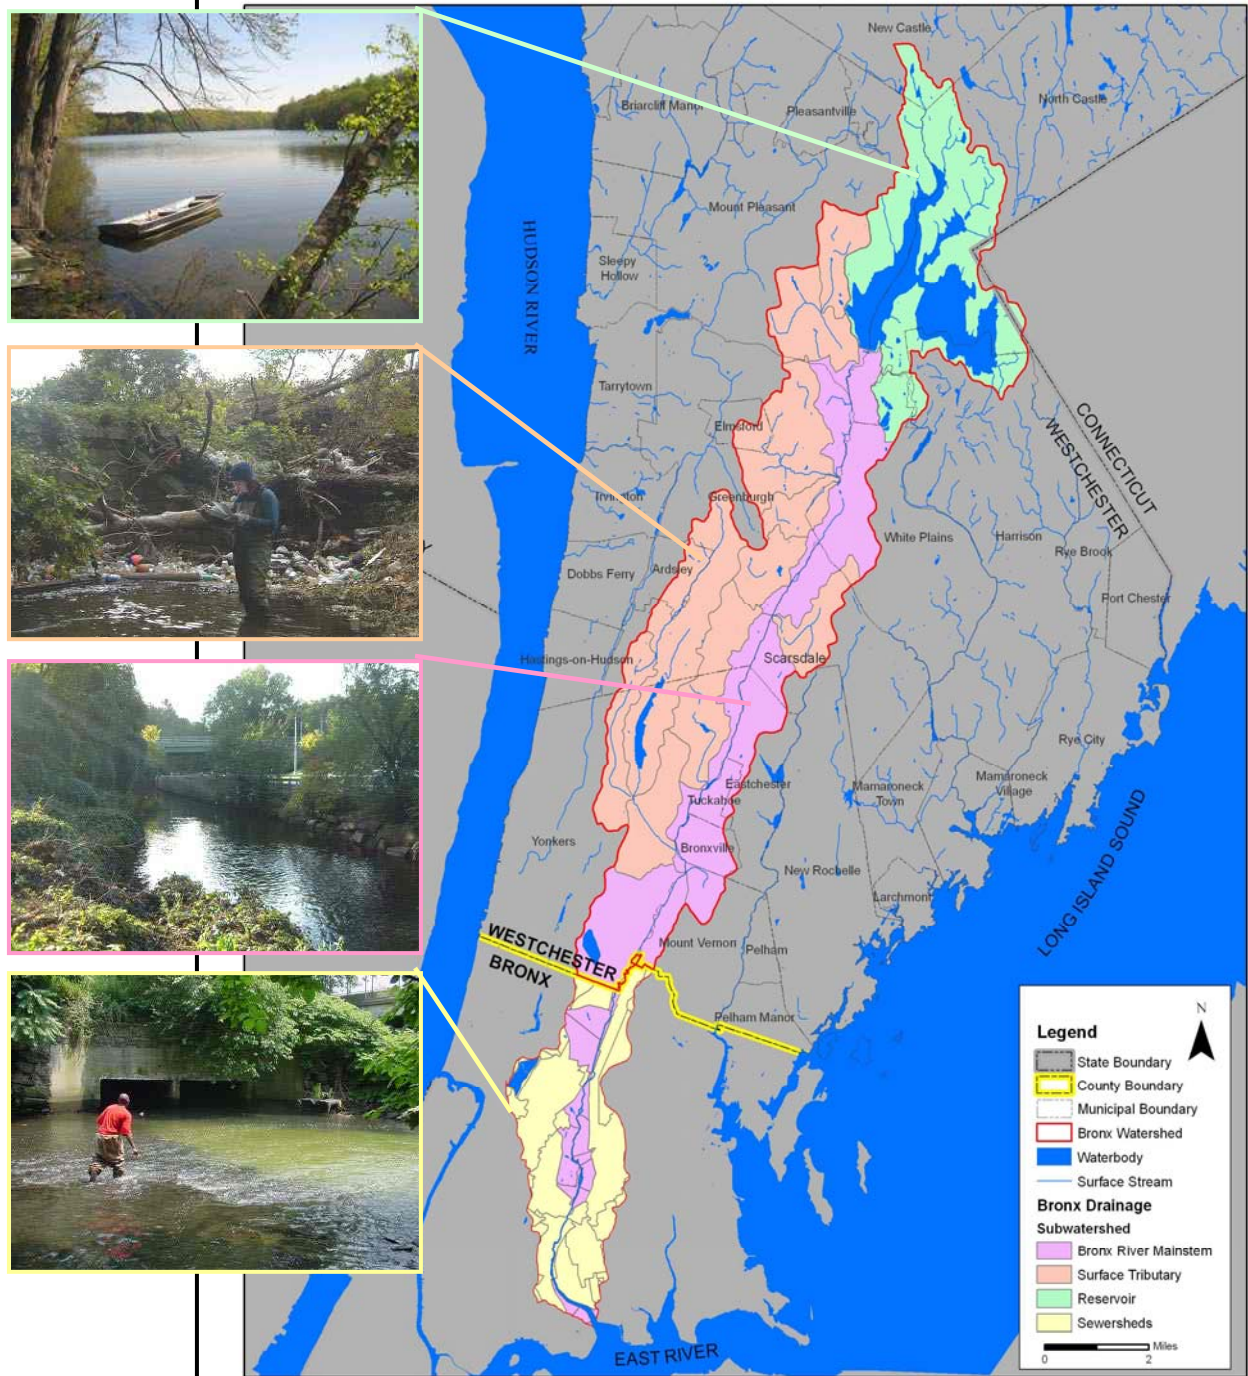 New Castle
North Castle
Briarcliff Manor
Pleasantville
Mount Pleasant
HUDSON RIVER
Sleepy
Hollow
Tarrytown
Elmsford
CONNECTICUT
WESTCHESTER
Irvington
Greenburgh
White Plains
Harrison
Rye Brook
Dobbs Ferry
Ardsley
Port Chester
Hastings-on-Hudson
Scarsdale
Rye City
Eastchester
Mamaroneck
Village
Mamaroneck
Town
Tuckahoe
Yonkers
Bronxville
New Rochelle
LONG ISLAND SOUND
Larchmont
WESTCHESTER
BRONX
Mount Vernon
Pelham
Pelham Manor
EAST RIVER
N
Legend
State Boundary
County Boundary
Municipal Boundary
Bronx Watershed
Waterbody
Surface Stream
Bronx Drainage
Subwatershed
Bronx River Mainstem
Surface Tributary
Reservoir
Sewersheds
Miles
0 2